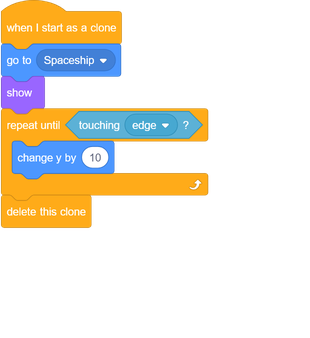 when I start as a clone
go to Spaceship
show
repeat until touching edge ?
change y by 10
delete this clone